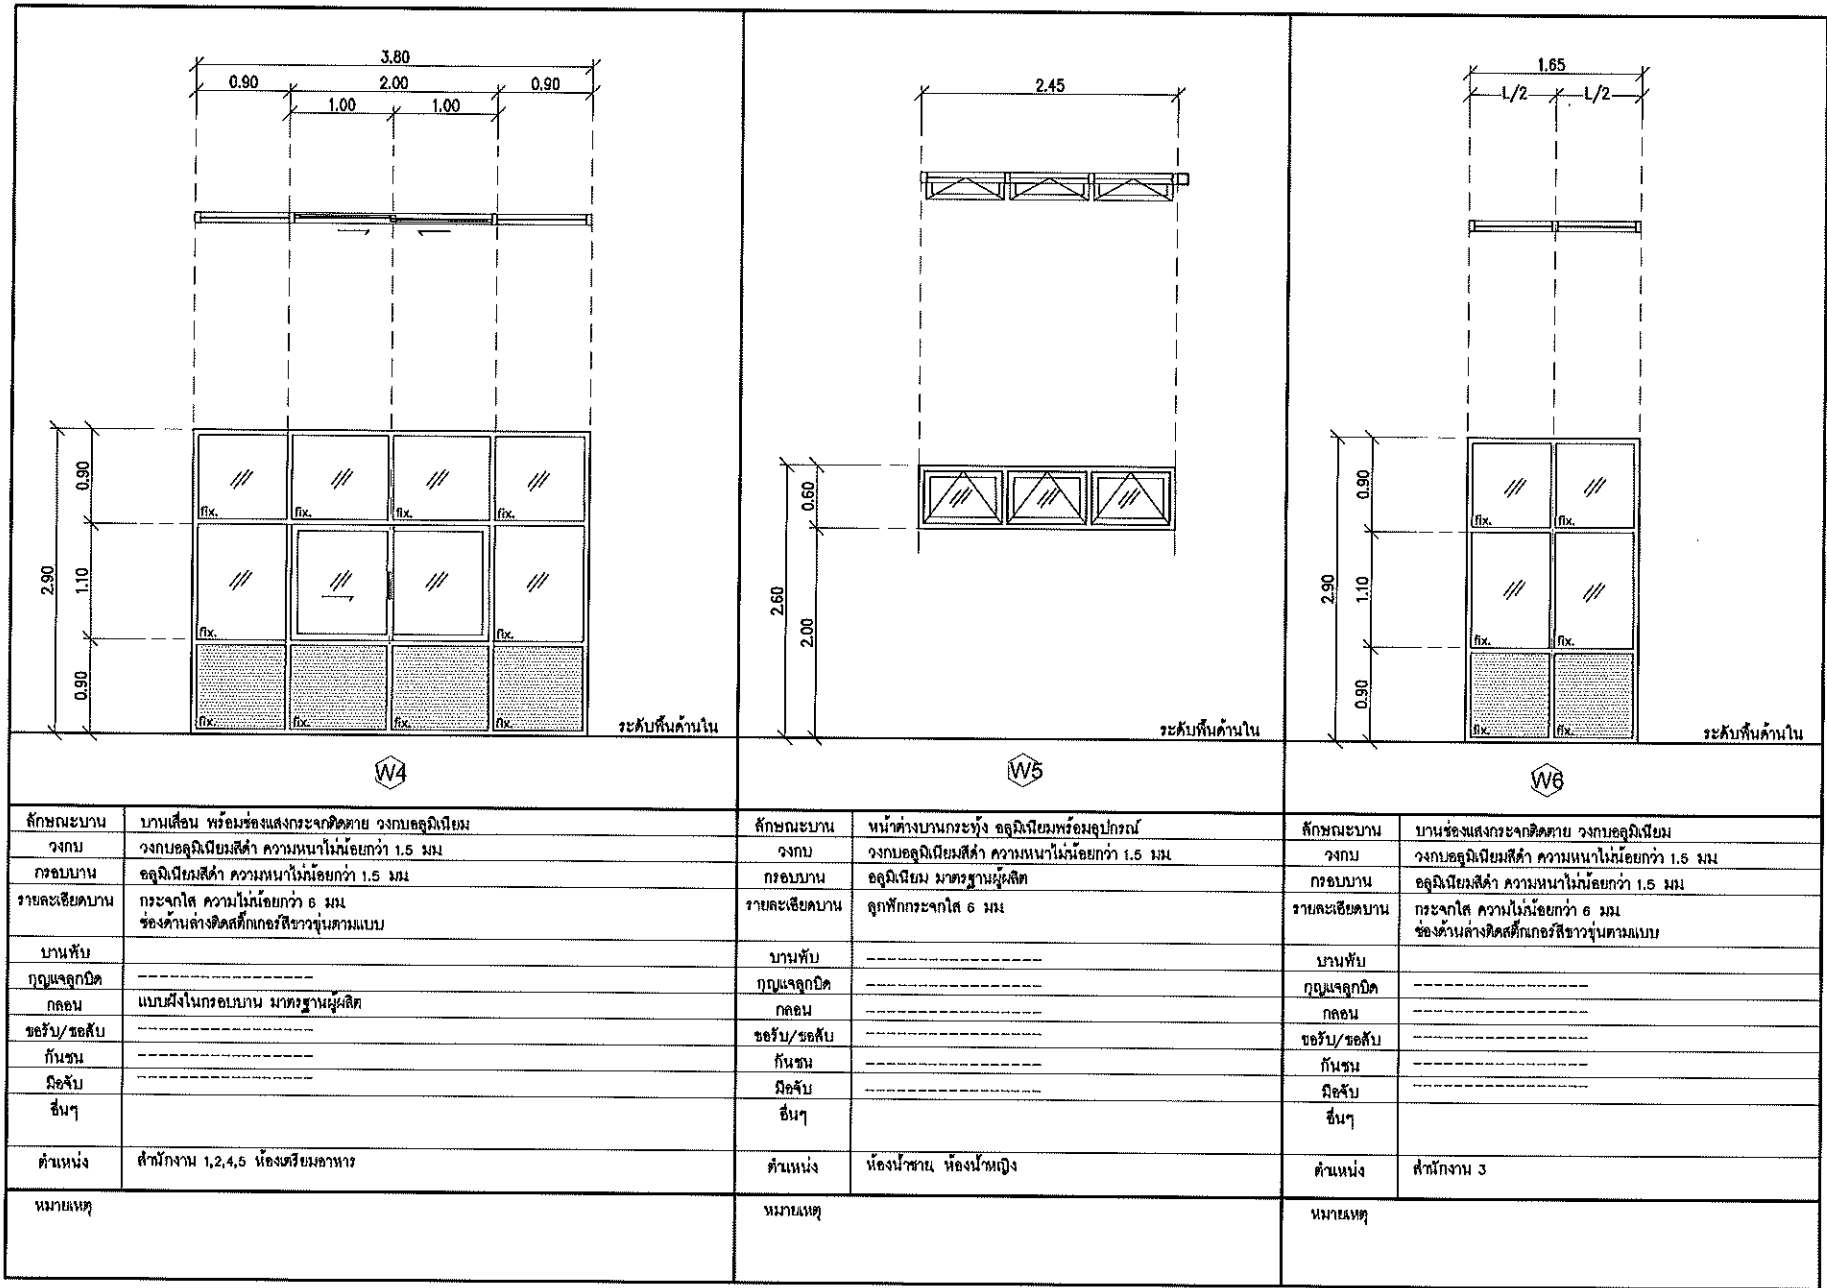 3.80
0.90 2.00 0.90
1.00 1.00
2.90
0.90
1.10
0.90
fix. fix. fix. fix.
fix. fix.
fix. fix. fix. fix.
ระดับพื้นด้านใน
W4
ลักษณะบาน บานเลื่อน พร้อมช่องแสงกระจกติดตาย วงกบอลูมิเนียม
วงกบ วงกบอลูมิเนียมสีดำ ความหนาไม่น้อยกว่า 1.5 มม
กรอบบาน อลูมิเนียมสีดำ ความหนาไม่น้อยกว่า 1.5 มม
รายละเอียดบาน กระจกใส ความไม่น้อยกว่า 6 มม
ช่องด้านล่างติดสติ๊กเกอร์สีขาวขุ่นตามแบบ
บานพับ
กุญแจลูกบิด ------------------
กลอน แบบฝังในกรอบบาน มาตรฐานผู้ผลิต
ขอรับ/ขอสับ ------------------
กันชน ------------------
มือจับ ------------------
อื่นๆ
ตำแหน่ง สำนักงาน 1,2,4,5 ห้องเตรียมอาหาร
หมายเหตุ
2.45
2.60
0.60
2.00
ระดับพื้นด้านใน
W5
ลักษณะบาน หน้าต่างบานกระทุ้ง อลูมิเนียมพร้อมอุปกรณ์
วงกบ วงกบอลูมิเนียมสีดำ ความหนาไม่น้อยกว่า 1.5 มม
กรอบบาน อลูมิเนียม มาตรฐานผู้ผลิต
รายละเอียดบาน ลูกฟักกระจกใส 6 มม
บานพับ ------------------
กุญแจลูกบิด ------------------
กลอน ------------------
ขอรับ/ขอสับ ------------------
กันชน ------------------
มือจับ ------------------
อื่นๆ
ตำแหน่ง ห้องน้ำชาย, ห้องน้ำหญิง
หมายเหตุ
1.65
L/2 L/2
2.90
0.90
1.10
0.90
fix. fix.
fix. fix.
fix. fix.
ระดับพื้นด้านใน
W6
ลักษณะบาน บานช่องแสงกระจกติดตาย วงกบอลูมิเนียม
วงกบ วงกบอลูมิเนียมสีดำ ความหนาไม่น้อยกว่า 1.5 มม
กรอบบาน อลูมิเนียมสีดำ ความหนาไม่น้อยกว่า 1.5 มม
รายละเอียดบาน กระจกใส ความไม่น้อยกว่า 6 มม
ช่องด้านล่างติดสติ๊กเกอร์สีขาวขุ่นตามแบบ
บานพับ
กุญแจลูกบิด ------------------
กลอน ------------------
ขอรับ/ขอสับ ------------------
กันชน ------------------
มือจับ ------------------
อื่นๆ
ตำแหน่ง สำนักงาน 3
หมายเหตุ